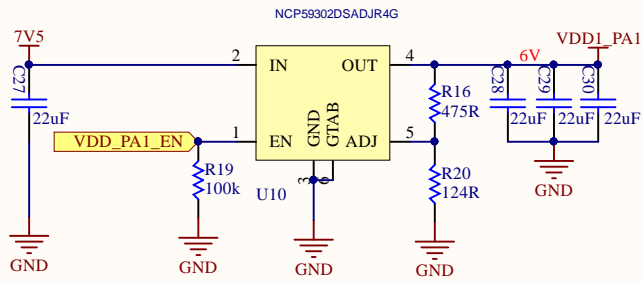 NCP59302DSADJR4G
7V5
VDD1_PA1
2
IN
OUT
4
6V
C27
R16
475R
C28
C29
C30
22uF
22uF
22uF
22uF
VDD_PA1_EN
1
EN
GND
GTAB
ADJ
5
R19
100k
3
6
U10
R20
124R
GND
GND
GND
GND
GND